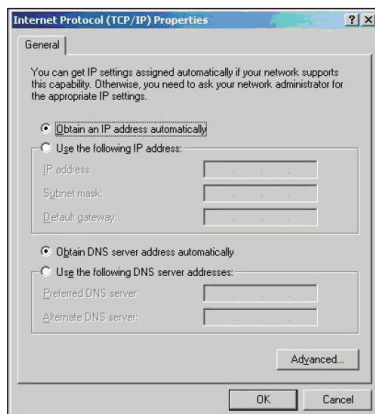 Internet Protocol (TCP/IP) Properties
General
You can get IP settings assigned automatically if your network supports
this capability. Otherwise, you need to ask your network administrator for
the appropriate IP settings.
Obtain an IP address automatically
Use the following IP address:
IP address:
Subnet mask:
Default gateway:
Obtain DNS server address automatically
Use the following DNS server addresses:
Preferred DNS server:
Alternate DNS server:
Advanced...
OK Cancel